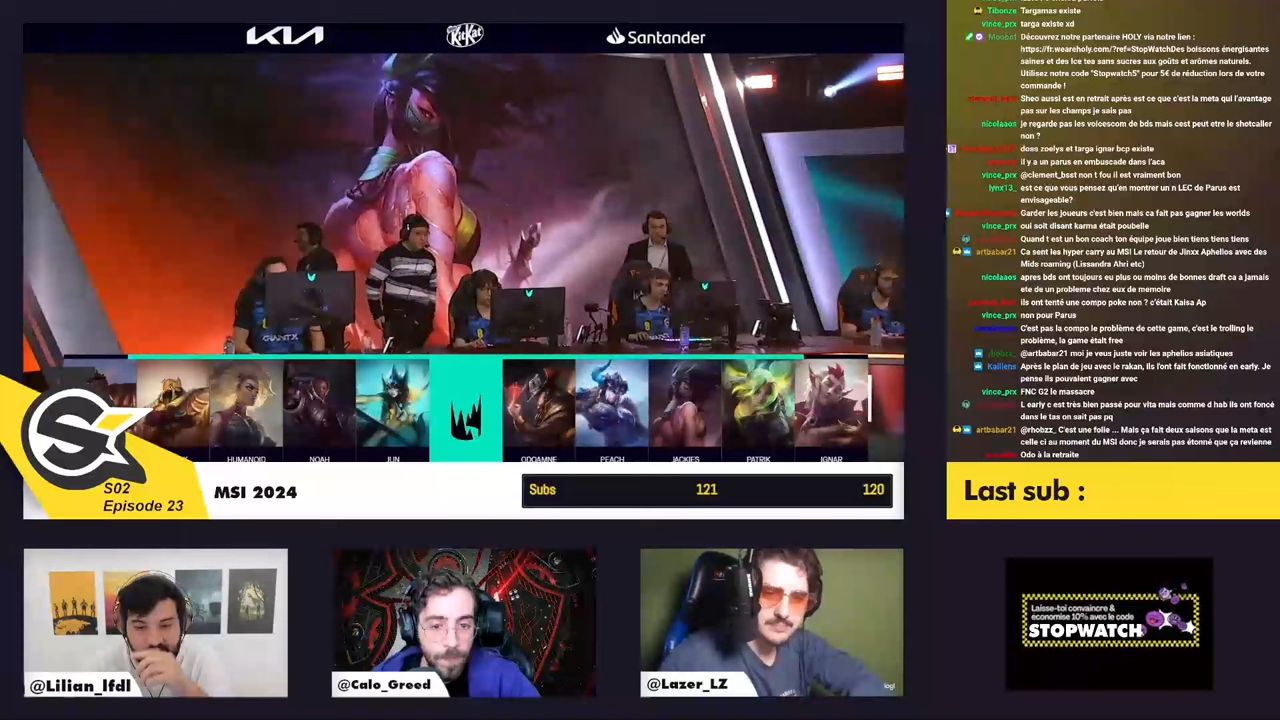 KIA
KitKat
Santander
GIANTX
HUMANOID
NOAH
JUN
ODOAMNE
PEACH
JACKIES
PATRIK
IGNAR
S02
Episode 23
MSI 2024
Subs 121 120
@Lilian_lfdl
@Calo_Greed
@Lazer_LZ
logi
Tibonze Targamas existe
vince_prx targa existe xd
Moobot Découvrez notre partenaire HOLY via notre lien :
https://fr.weareholy.com/?ref=StopWatchDes boissons énergisantes
saines et des Ice tea sans sucres aux goûts et arômes naturels.
Utilisez notre code "Stopwatch5" pour 5€ de réduction lors de votre
commande !
Sheo aussi est en retrait après est ce que c'est la meta qui l'avantage
pas sur les champs je sais pas
nicolaaos je regarde pas les voicescom de bds mais cest peut etre le shotcaller
non ?
doss zoelys et targa ignar bcp existe
il y a un parus en embuscade dans l'aca
vince_prx @clement_bsst non t fou il est vraiment bon
lynx13_ est ce que vous pensez qu'en montrer un n LEC de Parus est
envisageable?
Garder les joueurs c'est bien mais ca fait pas gagner les worlds
vince_prx oui soit disant karma était poubelle
Quand t est un bon coach ton équipe joue bien tiens tiens tiens
artbabar21 Ca sent les hyper carry au MSI Le retour de Jinxx Aphelios avec des
Mids roaming (Lissandra Ahri etc)
nicolaaos apres bds ont toujours eu plus ou moins de bonnes draft ca a jamais
ete de un probleme chez eux de memoire
ils ont tenté une compo poke non ? c'était Kaisa Ap
vince_prx non pour Parus
C'est pas la compo le problème de cette game, c'est le trolling le
problème, la game était free
@artbabar21 moi je veux juste voir les aphelios asiatiques
Kalliens Après le plan de jeu avec le rakan, ils l'ont fait fonctionné en early. Je
pense ils pouvaient gagner avec
vince_prx FNC G2 le massacre
L early c est très bien passé pour vita mais comme d hab ils ont foncé
dans le tas on sait pas pq
artbabar21 @rhobzz_ C'est une folie ... Mais ça fait deux saisons que la meta est
celle ci au moment du MSI donc je serais pas étonné que ça revienne
Odo à la retraite
Last sub :
Laisse-toi convaincre &
économise 10% avec le code
STOPWATCH